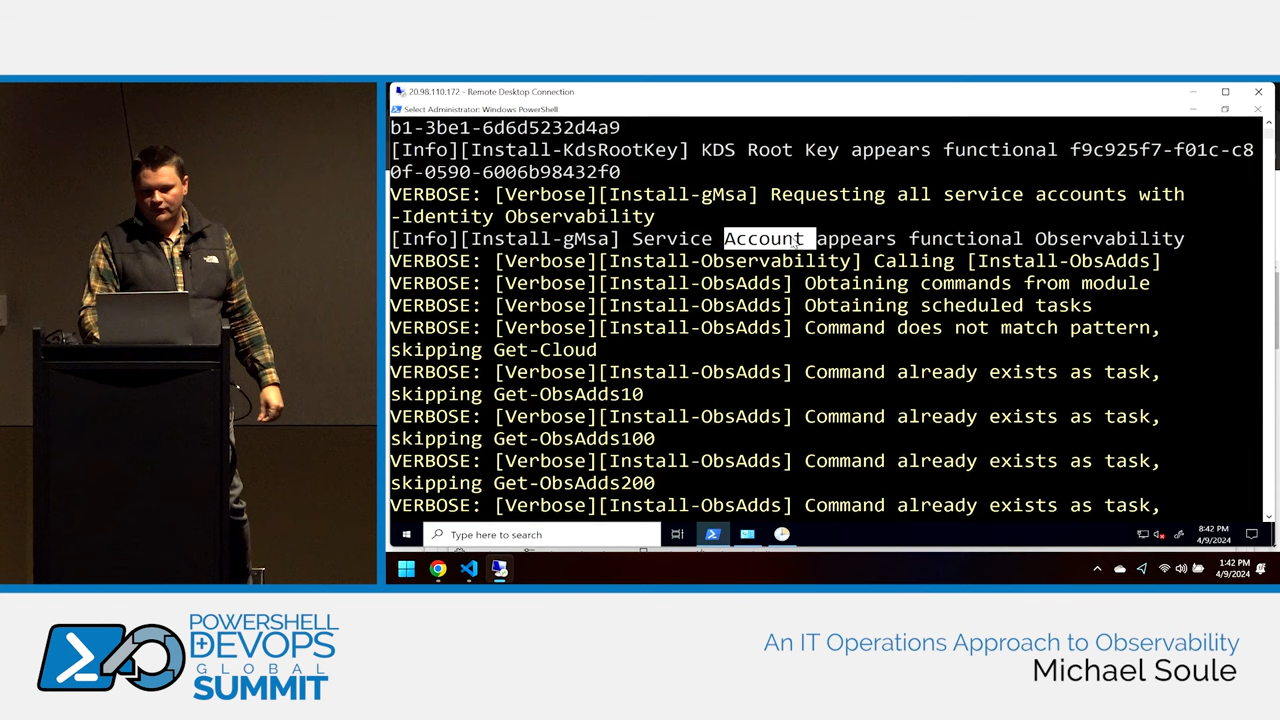 20.98.110.172 - Remote Desktop Connection
Select Administrator: Windows PowerShell
b1-3be1-6d6d5232d4a9
[Info][Install-KdsRootKey] KDS Root Key appears functional f9c925f7-f01c-c8
0f-0590-6006b98432f0
VERBOSE: [Verbose][Install-gMsa] Requesting all service accounts with
-Identity Observability
[Info][Install-gMsa] Service Account appears functional Observability
VERBOSE: [Verbose][Install-Observability] Calling [Install-ObsAdds]
VERBOSE: [Verbose][Install-ObsAdds] Obtaining commands from module
VERBOSE: [Verbose][Install-ObsAdds] Obtaining scheduled tasks
VERBOSE: [Verbose][Install-ObsAdds] Command does not match pattern,
skipping Get-Cloud
VERBOSE: [Verbose][Install-ObsAdds] Command already exists as task,
skipping Get-ObsAdds10
VERBOSE: [Verbose][Install-ObsAdds] Command already exists as task,
skipping Get-ObsAdds100
VERBOSE: [Verbose][Install-ObsAdds] Command already exists as task,
skipping Get-ObsAdds200
VERBOSE: [Verbose][Install-ObsAdds] Command already exists as task,
Type here to search
8:42 PM
4/9/2024
1:42 PM
4/9/2024
POWERSHELL
DEVOPS
GLOBAL
SUMMIT
An IT Operations Approach to Observability
Michael Soule